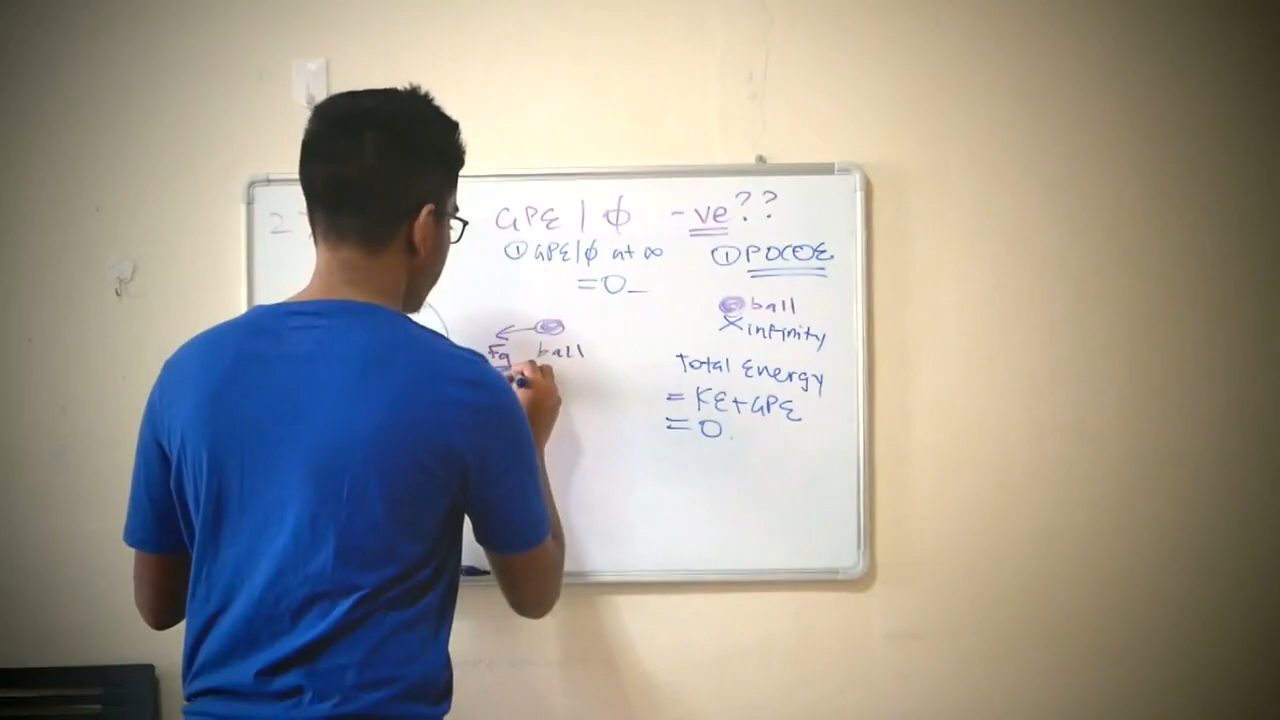 GPE | φ -ve??
① GPE|φ at ∞
= 0
① POCOE
ball
x infinity
Fg ball
Total Energy
= KE + GPE
= 0